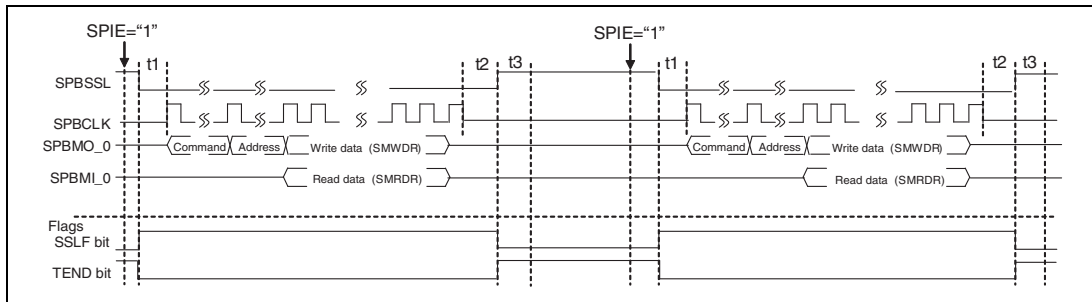 SPIE="1" SPIE="1"
t1 t2 t3 t1 t2 t3
SPBSSL
SPBCLK
SPBMO_0 Command Address Write data (SMWDR) Command Address Write data (SMWDR)
SPBMI_0 Read data (SMRDR) Read data (SMRDR)
Flags
SSLF bit
TEND bit